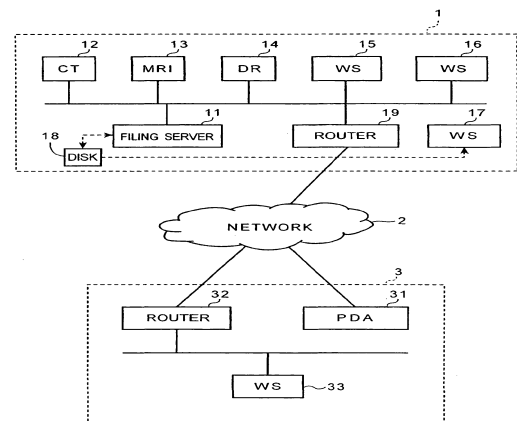 1
12 13 14 15 16
CT MRI DR WS WS
11 19 17
FILING SERVER ROUTER WS
18 DISK
NETWORK 2
3
32 31
ROUTER PDA
WS 33